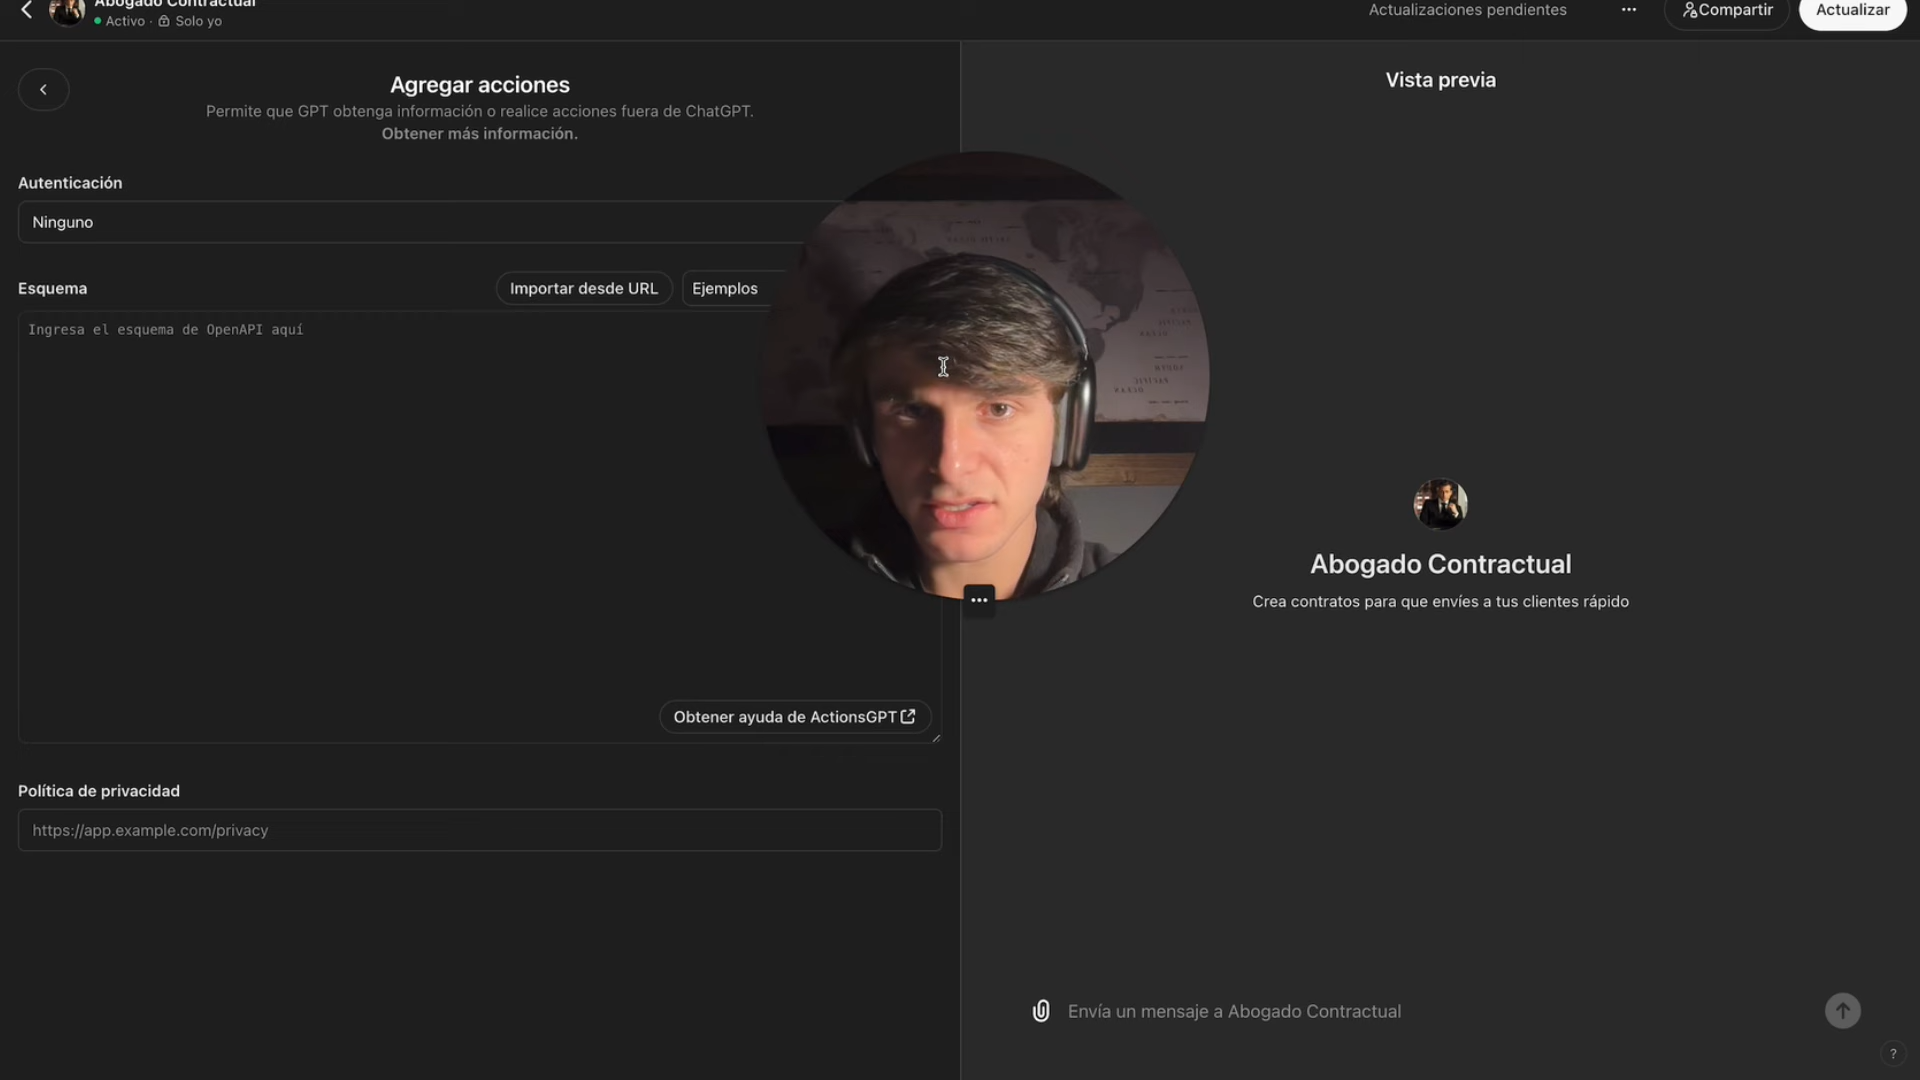 Abogado Contractual
Activo · Solo yo
Actualizaciones pendientes
Compartir
Actualizar
Agregar acciones
Permite que GPT obtenga información o realice acciones fuera de ChatGPT.
Obtener más información.
Vista previa
Autenticación
Ninguno
Esquema
Importar desde URL
Ejemplos
Ingresa el esquema de OpenAPI aquí
Obtener ayuda de ActionsGPT
Política de privacidad
https://app.example.com/privacy
Abogado Contractual
Crea contratos para que envíes a tus clientes rápido
Envía un mensaje a Abogado Contractual
?